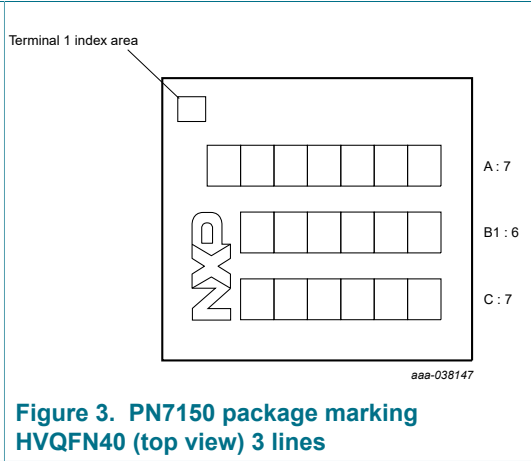 Terminal 1 index area
A : 7
B1 : 6
NXP
C : 7
aaa-038147
Figure 3. PN7150 package marking
HVQFN40 (top view) 3 lines